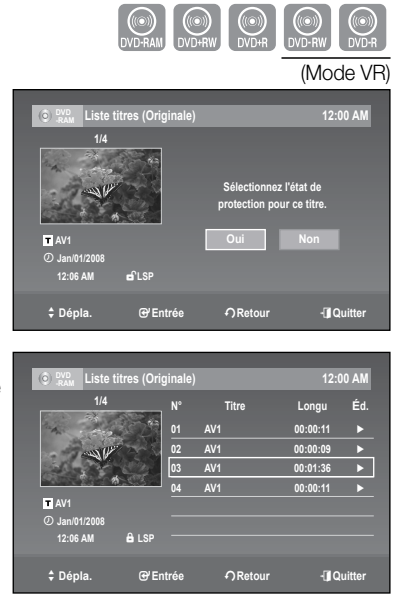 DVD-RAM DVD+RW DVD+R DVD-RW DVD-R
(Mode VR)
DVD-RAM Liste titres (Originale) 12:00 AM
1/4
Sélectionnez l'état de
protection pour ce titre.
T AV1
Oui Non
Jan/01/2008
12:06 AM LSP
Dépla. Entrée Retour Quitter
e
DVD-RAM Liste titres (Originale) 12:00 AM
1/4
N° Titre Longu Éd.
01 AV1 00:00:11 ►
02 AV1 00:00:09 ►
03 AV1 00:01:36 ►
04 AV1 00:00:11 ►
T AV1
Jan/01/2008
12:06 AM LSP
Dépla. Entrée Retour Quitter